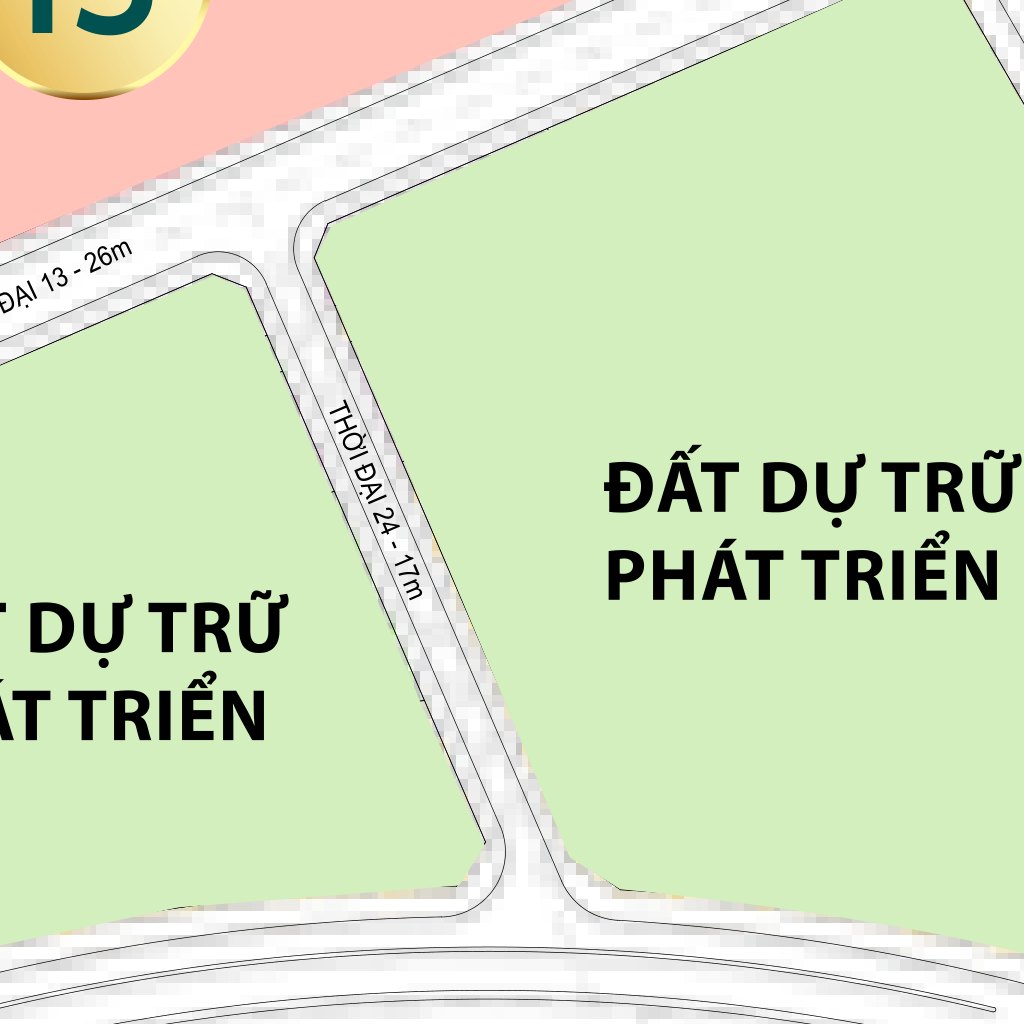 ĐẠI 13 - 26m
THỜI ĐẠI 24 - 17m
ĐẤT DỰ TRỮ
PHÁT TRIỂN
DỰ TRỮ
TRIỂN